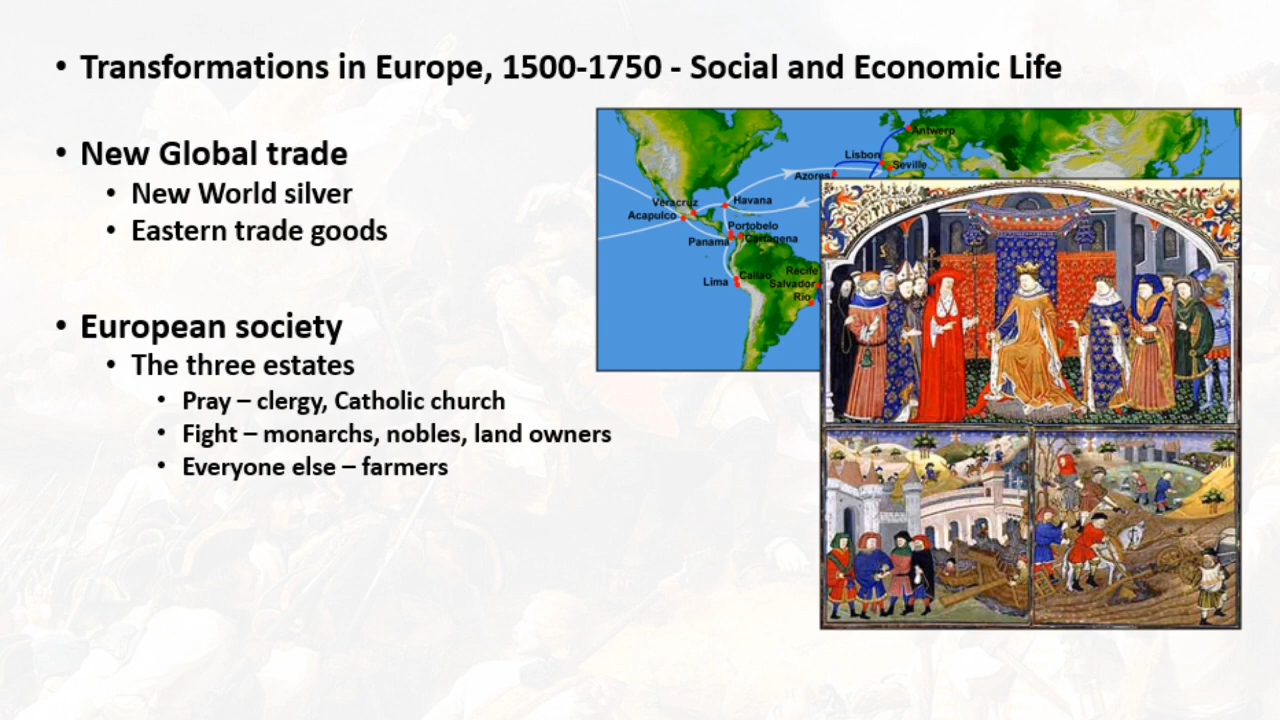 • Transformations in Europe, 1500-1750 - Social and Economic Life
• New Global trade
• New World silver
• Eastern trade goods
• European society
• The three estates
• Pray – clergy, Catholic church
• Fight – monarchs, nobles, land owners
• Everyone else – farmers
Antwerp
Lisbon
Seville
Azores
Veracruz
Havana
Acapulco
Portobelo
Panama
Cartagena
Callao
Lima
Recife
Salvador
Rio